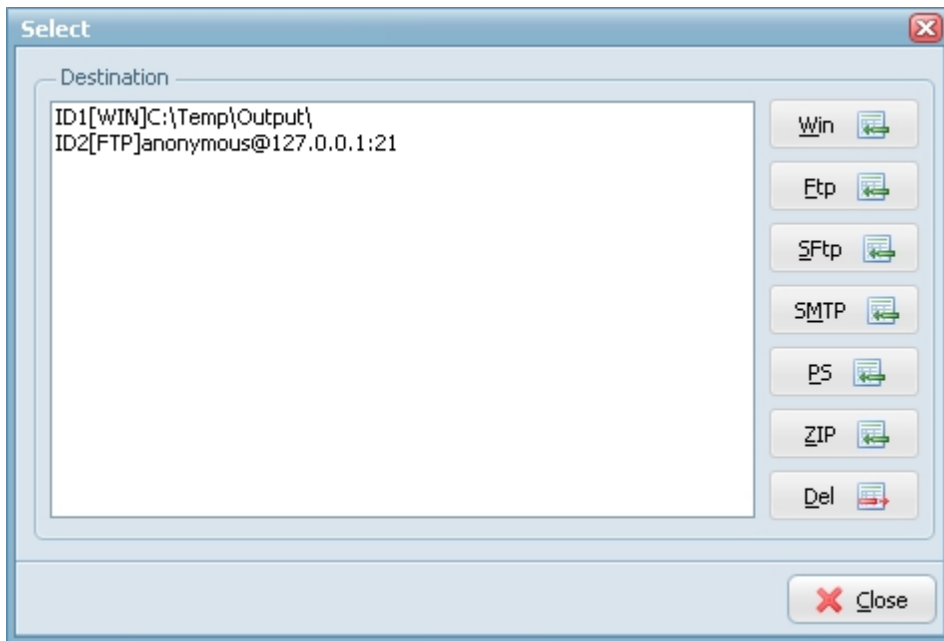 Select
Destination
ID1[WIN]C:\Temp\Output\
ID2[FTP]anonymous@127.0.0.1:21
Win
Ftp
SFtp
SMTP
PS
ZIP
Del
Close